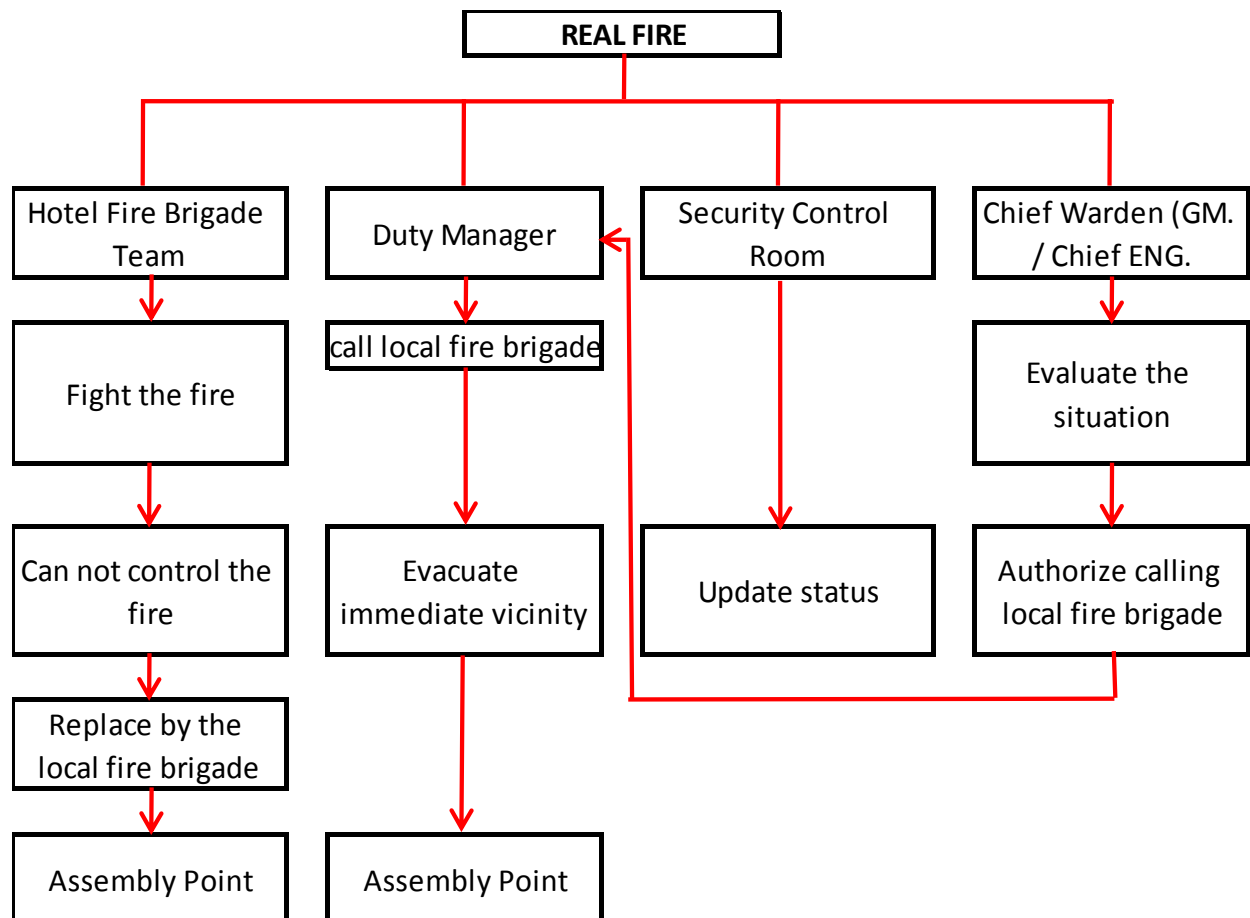 REAL FIRE
Hotel Fire Brigade
Team
Duty Manager
Security Control
Room
Chief Warden (GM.
/ Chief ENG.
Fight the fire
call local fire brigade
Evaluate the
situation
Can not control the
fire
Evacuate
immediate vicinity
Update status
Authorize calling
local fire brigade
Replace by the
local fire brigade
Assembly Point
Assembly Point